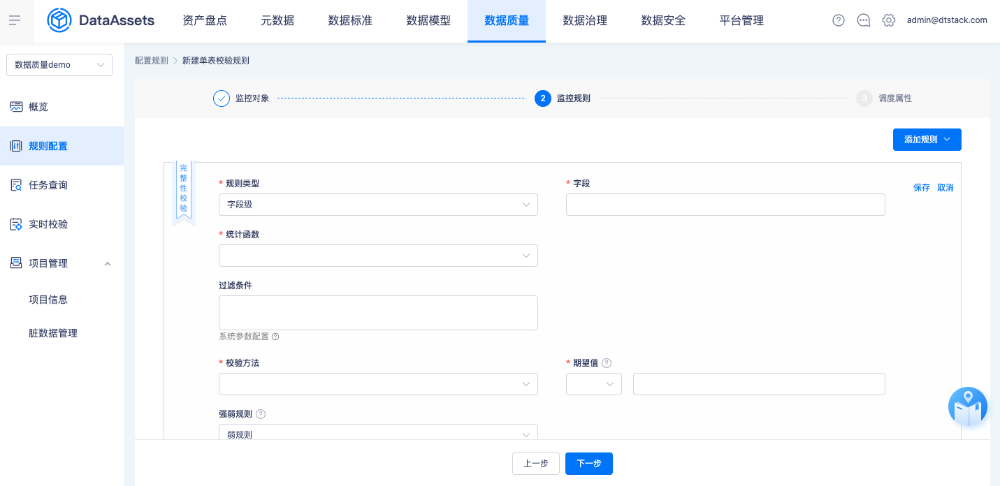 DataAssets 资产盘点 元数据 数据标准 数据模型 数据质量 数据治理 数据安全 平台管理 admin@dtstack.com
数据质量demo
概览
规则配置
任务查询
实时校验
项目管理
项目信息
脏数据管理
配置规则 > 新建单表校验规则
监控对象 2 监控规则 3 调度属性
添加规则
完整性校验
* 规则类型 * 字段
保存 取消
字段级
* 统计函数
过滤条件
系统参数配置
* 校验方法 * 期望值
强弱规则
弱规则
上一步 下一步